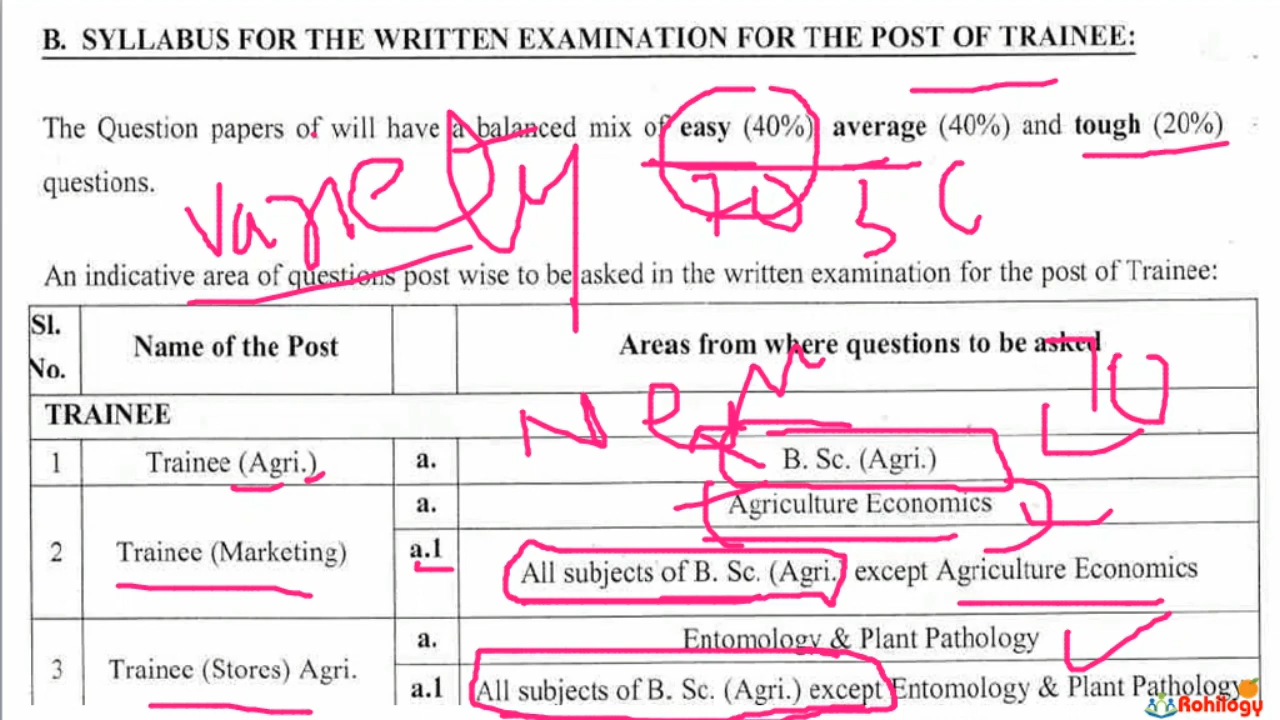 B. SYLLABUS FOR THE WRITTEN EXAMINATION FOR THE POST OF TRAINEE:
The Question papers of will have a balanced mix of easy (40%) average (40%) and tough (20%)
questions.
variety
An indicative area of questions post wise to be asked in the written examination for the post of Trainee:
Sl. No. Name of the Post Areas from where questions to be asked
TRAINEE
1 Trainee (Agri.) a. B. Sc. (Agri.)
2 Trainee (Marketing) a. Agriculture Economics
a.1 All subjects of B. Sc. (Agri.) except Agriculture Economics
3 Trainee (Stores) Agri. a. Entomology & Plant Pathology
a.1 All subjects of B. Sc. (Agri.) except Entomology & Plant Pathology
Rohilogy